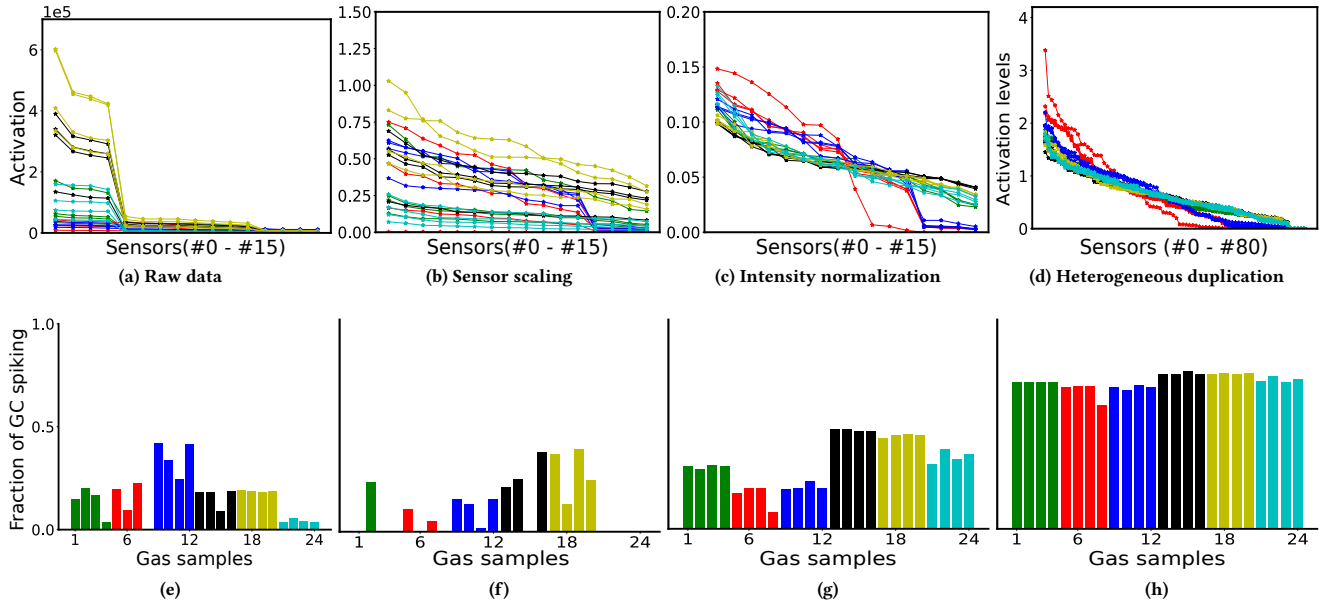 1e5
Activation
6
4
2
0
Sensors(#0 - #15)
(a) Raw data
1.50
1.25
1.00
0.75
0.50
0.25
0.00
Sensors(#0 - #15)
(b) Sensor scaling
0.20
0.15
0.10
0.05
0.00
Sensors(#0 - #15)
(c) Intensity normalization
Activation levels
4
3
2
1
0
Sensors (#0 - #80)
(d) Heterogeneous duplication
Fraction of GC spiking
1.0
0.5
0.0
1 6 12 18 24
Gas samples
(e)
1 6 12 18 24
Gas samples
(f)
1 6 12 18 24
Gas samples
(g)
1 6 12 18 24
Gas samples
(h)